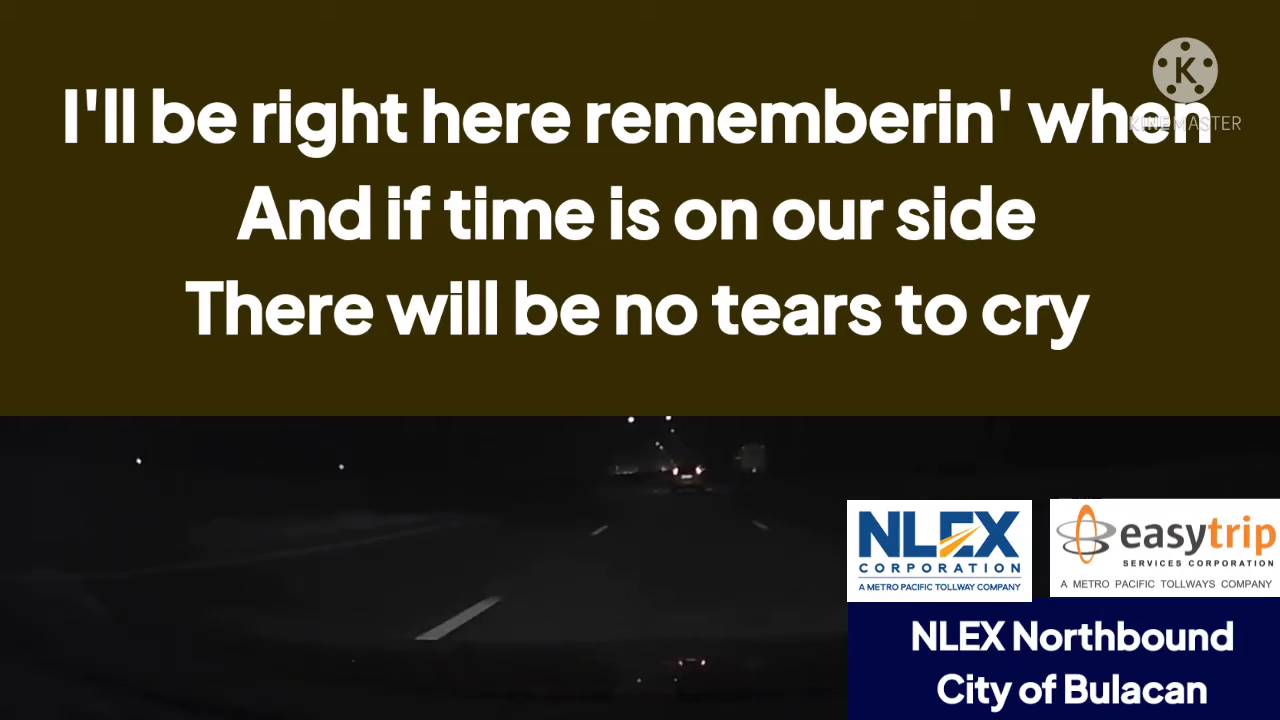 I'll be right here rememberin' when
And if time is on our side
There will be no tears to cry
K
KINEMASTER
NLEX
CORPORATION
A METRO PACIFIC TOLLWAY COMPANY
easytrip
SERVICES CORPORATION
A METRO PACIFIC TOLLWAYS COMPANY
NLEX Northbound
City of Bulacan